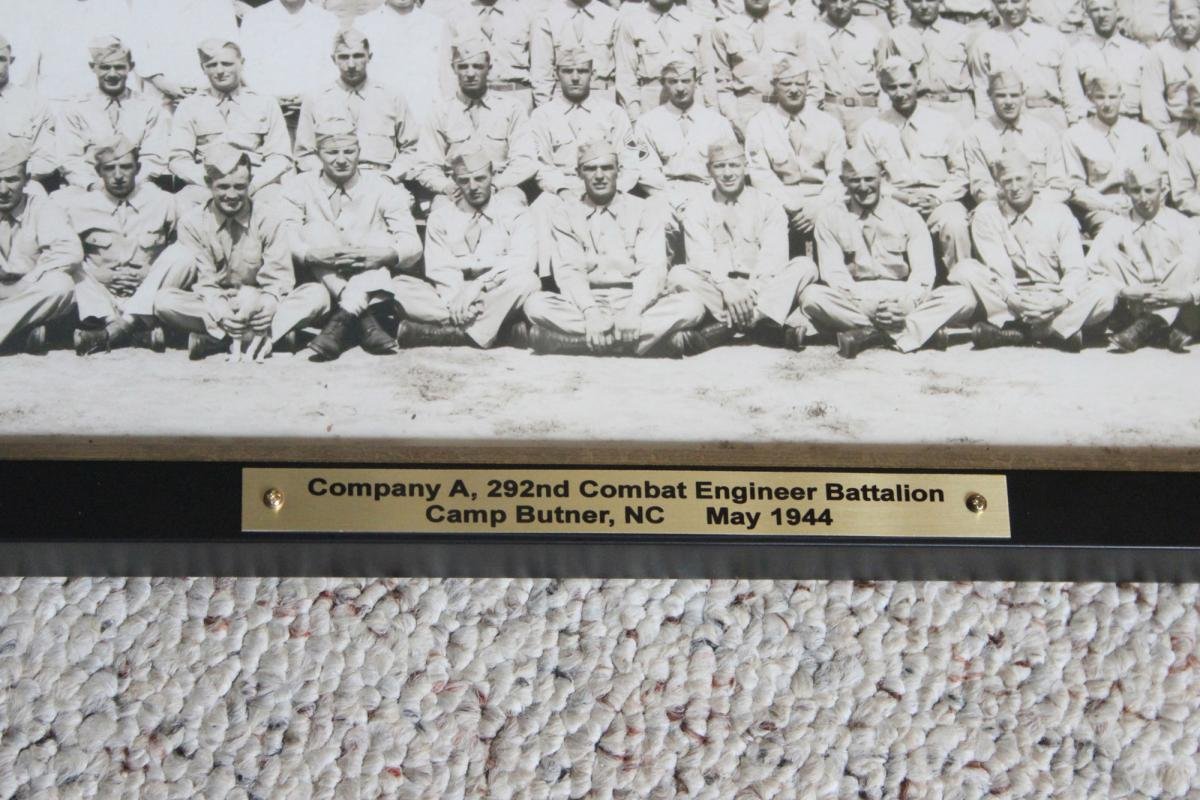 Company A, 292nd Combat Engineer Battalion
Camp Butner, NC May 1944